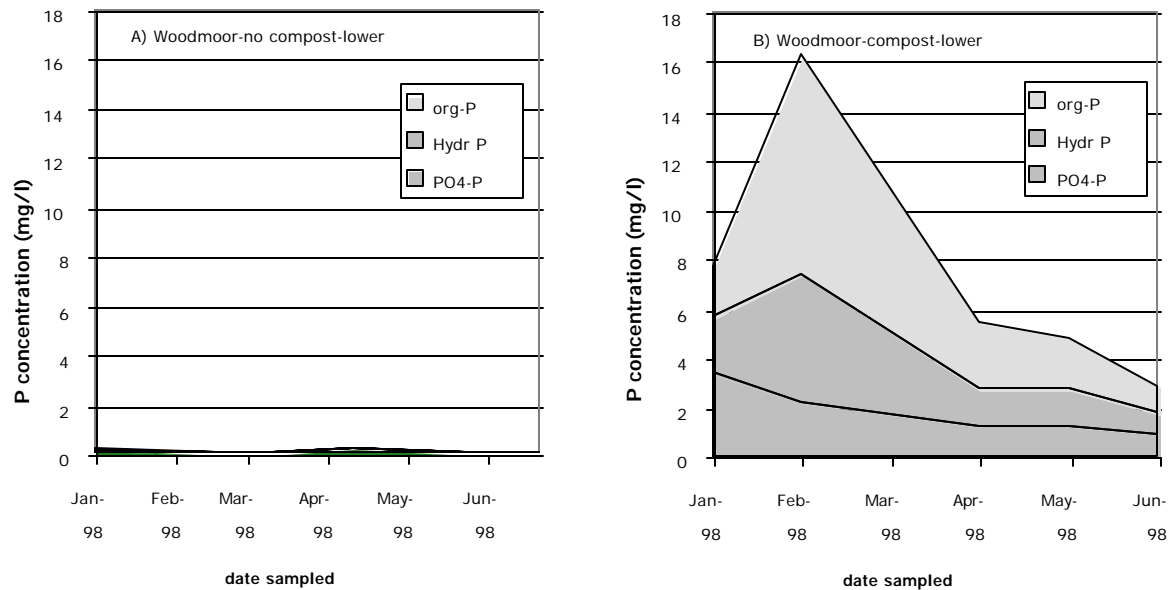 A) Woodmoor-no compost-lower
P concentration (mg/l)
18
16
14
12
10
8
6
4
2
0
org-P
Hydr P
PO4-P
Jan- Feb- Mar- Apr- May- Jun-
98 98 98 98 98 98
date sampled
B) Woodmoor-compost-lower
P concentration (mg/l)
18
16
14
12
10
8
6
4
2
0
org-P
Hydr P
PO4-P
Jan- Feb- Mar- Apr- May- Jun-
98 98 98 98 98 98
date sampled